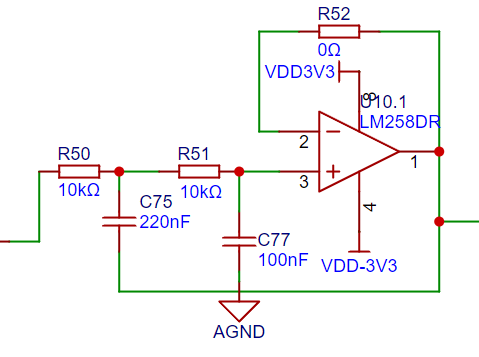 R52
0Ω
VDD3V3
8
U10.1
LM258DR
2
3
1
4
R50
10kΩ
R51
10kΩ
C75
220nF
C77
100nF
VDD-3V3
AGND